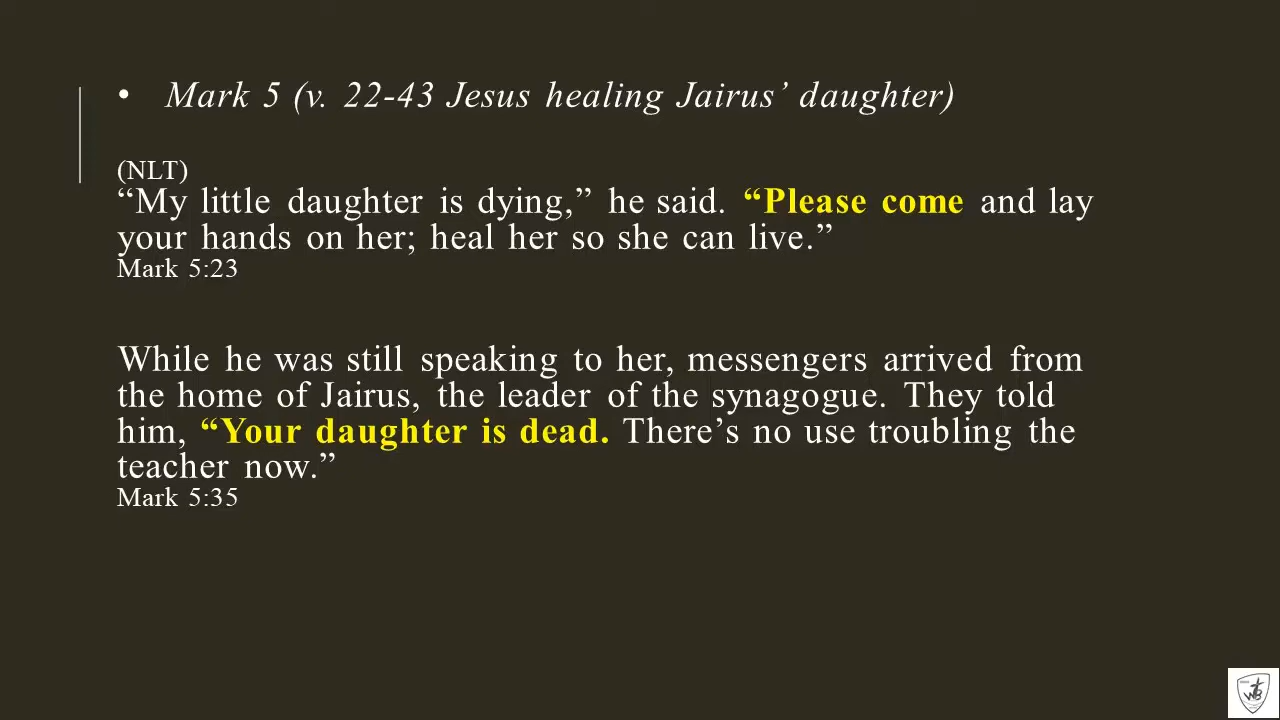 • Mark 5 (v. 22-43 Jesus healing Jairus’ daughter)
(NLT)
“My little daughter is dying,” he said. “Please come and lay
your hands on her; heal her so she can live.”
Mark 5:23
While he was still speaking to her, messengers arrived from
the home of Jairus, the leader of the synagogue. They told
him, “Your daughter is dead. There’s no use troubling the
teacher now.”
Mark 5:35